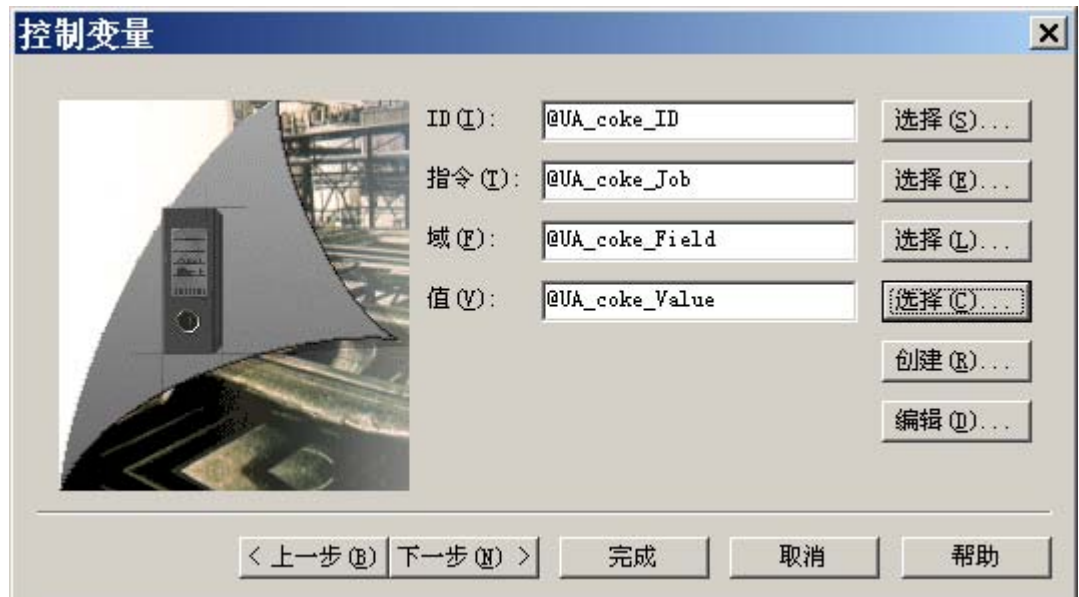 控制变量
ID(I): @UA_coke_ID 选择(S)...
指令(T): @UA_coke_Job 选择(E)...
域(F): @UA_coke_Field 选择(L)...
值(V): @UA_coke_Value 选择(C)...
创建(R)...
编辑(D)...
< 上一步(B) 下一步(N) > 完成 取消 帮助